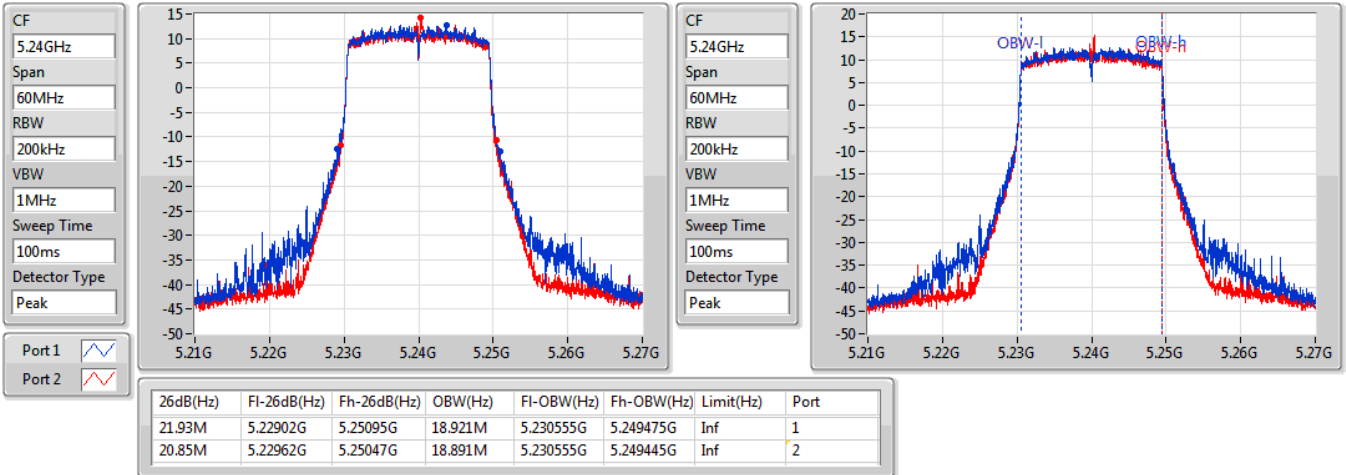 CF
5.24GHz
Span
60MHz
RBW
200kHz
VBW
1MHz
Sweep Time
100ms
Detector Type
Peak
Port 1
Port 2
15
10
5
0
-5
-10
-15
-20
-25
-30
-35
-40
-45
-50
5.21G 5.22G 5.23G 5.24G 5.25G 5.26G 5.27G
CF
5.24GHz
Span
60MHz
RBW
200kHz
VBW
1MHz
Sweep Time
100ms
Detector Type
Peak
20
15
10
5
0
-5
-10
-15
-20
-25
-30
-35
-40
-45
-50
OBW-l OBW-h
OBW-h
5.21G 5.22G 5.23G 5.24G 5.25G 5.26G 5.27G
26dB(Hz) Fl-26dB(Hz) Fh-26dB(Hz) OBW(Hz) Fl-OBW(Hz) Fh-OBW(Hz) Limit(Hz) Port
21.93M 5.22902G 5.25095G 18.921M 5.230555G 5.249475G Inf 1
20.85M 5.22962G 5.25047G 18.891M 5.230555G 5.249445G Inf 2